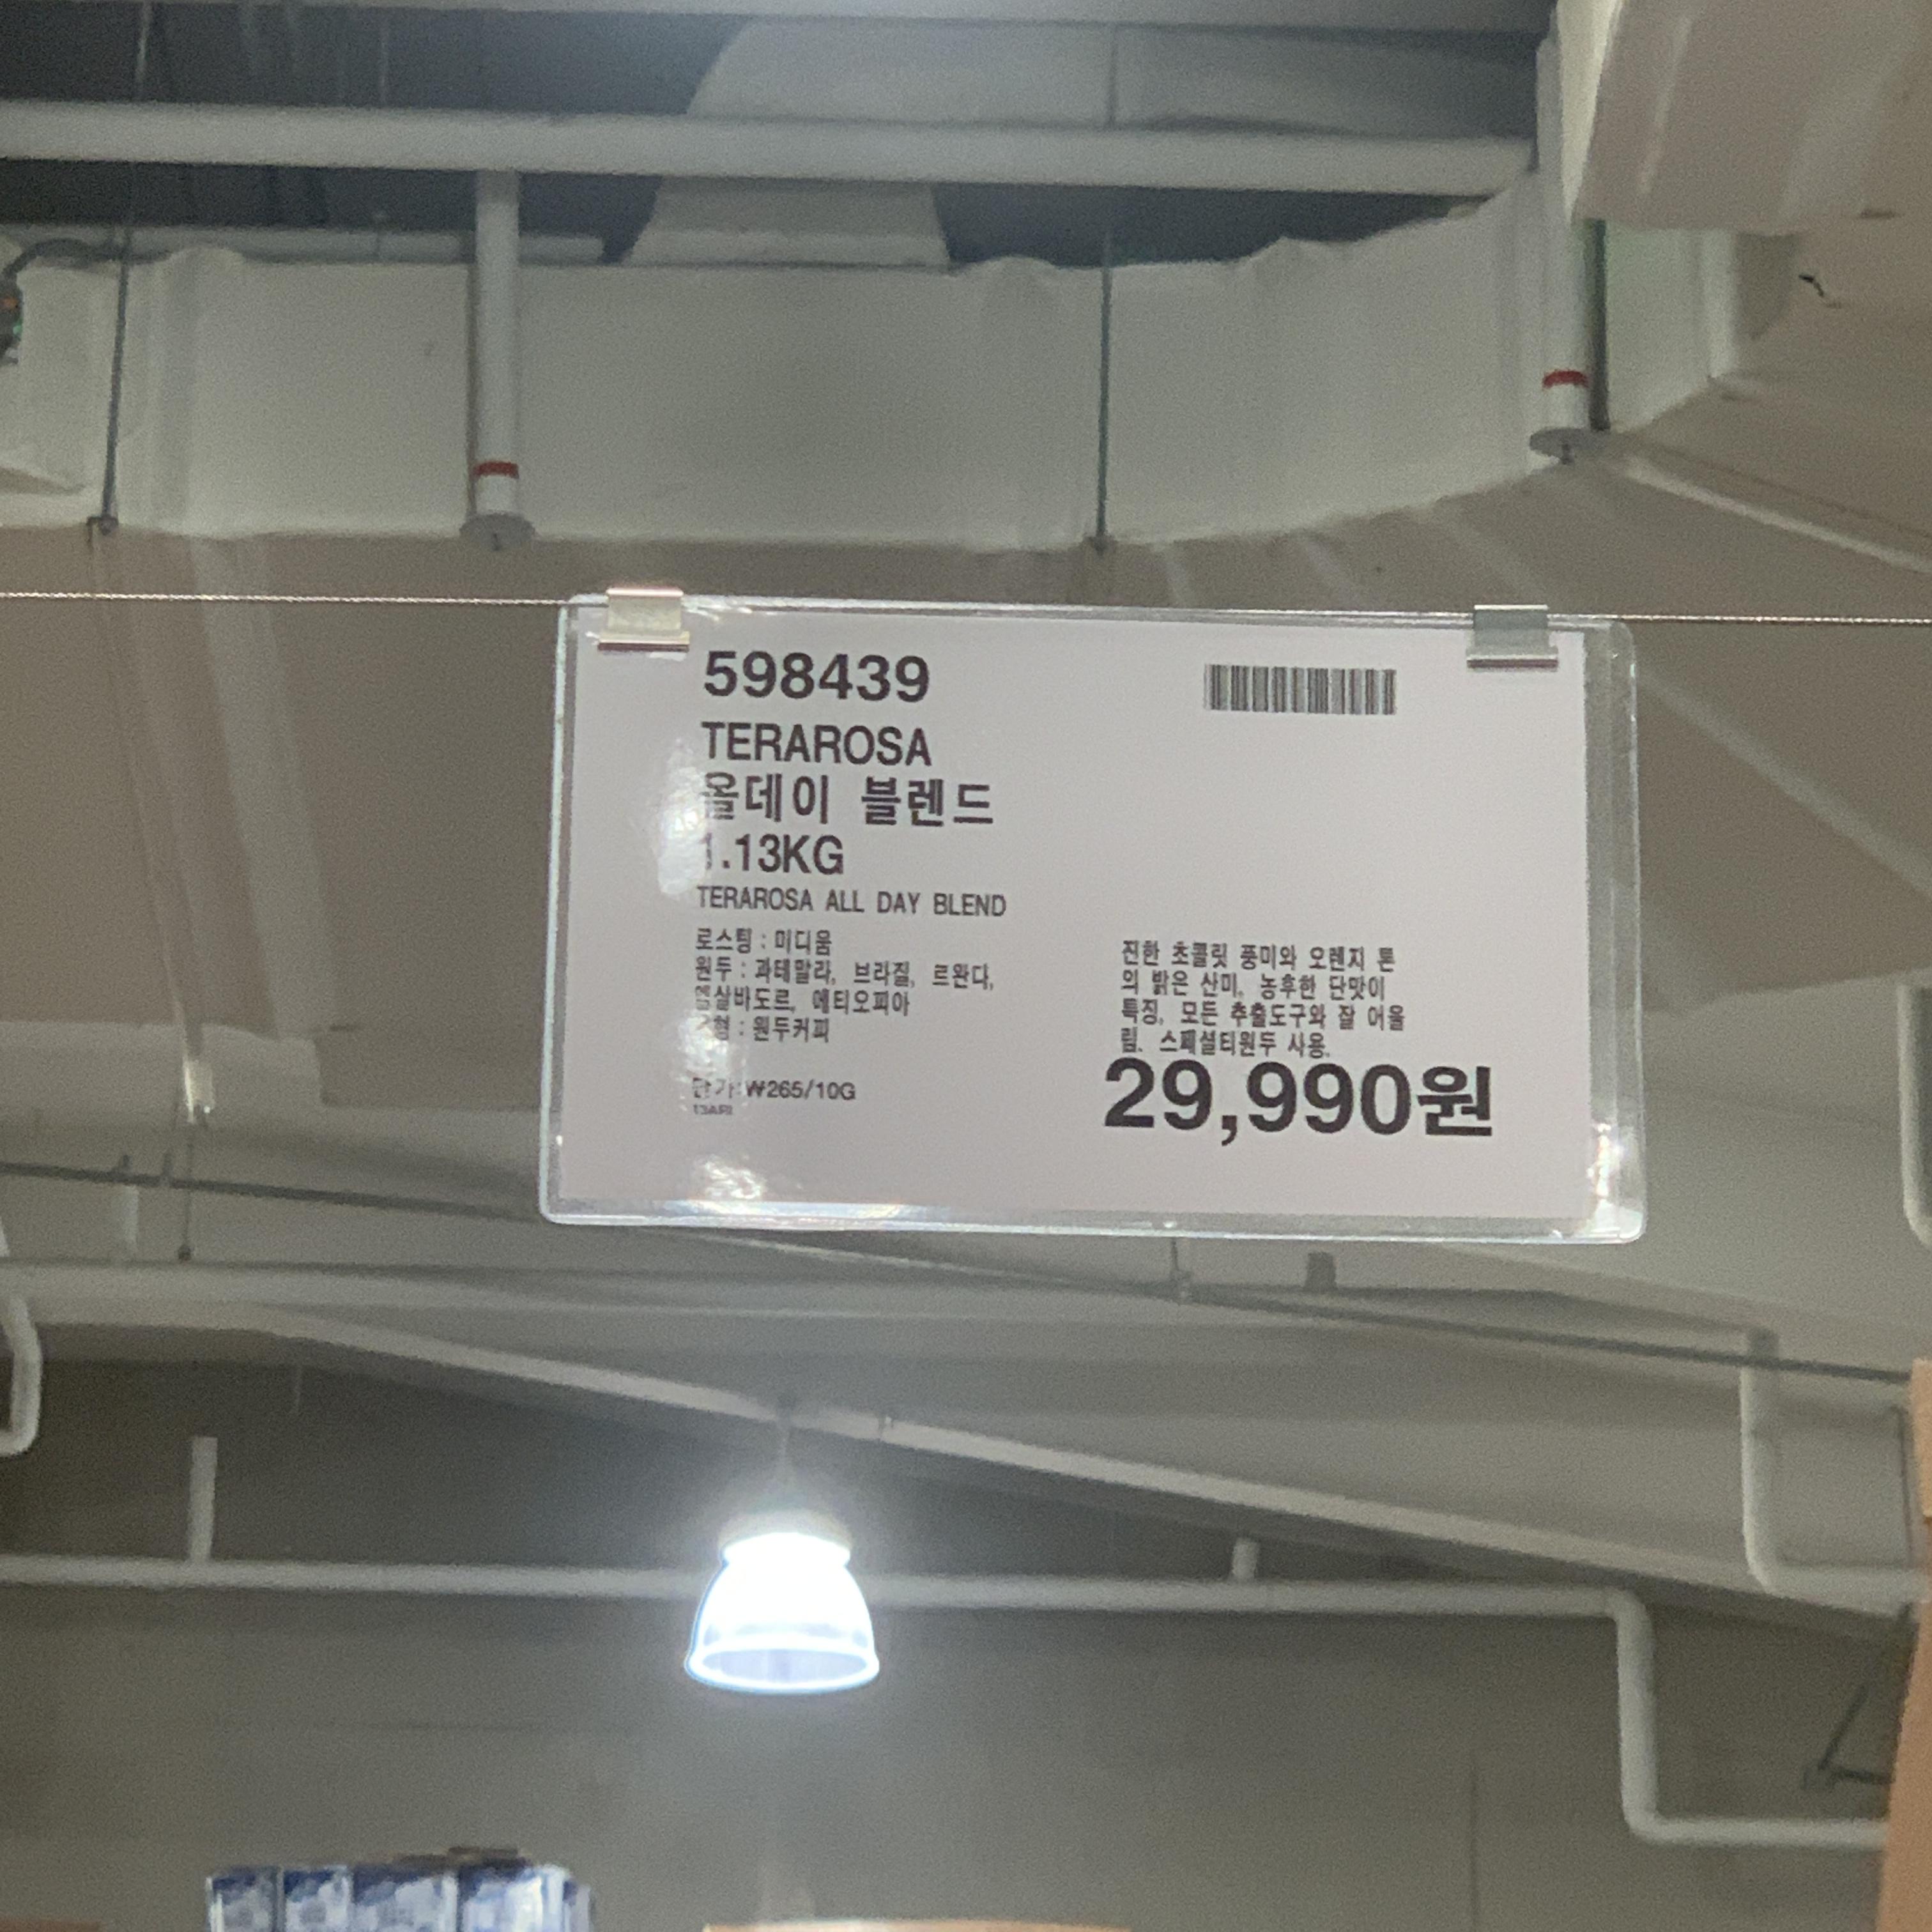 598439
TERAROSA
올데이 블렌드
1.13KG
TERAROSA ALL DAY BLEND
로스팅 : 미디움
원두 : 과테말라, 브라질, 르완다,
엘살바도르, 에티오피아
: 원두커피
단가:₩265/10G
진한 초콜릿 풍미와 오렌지 톤
의 밝은 산미, 농후한 단맛이
특징, 모든 추출도구와 잘 어울
림. 스페셜티원두 사용.
29,990원